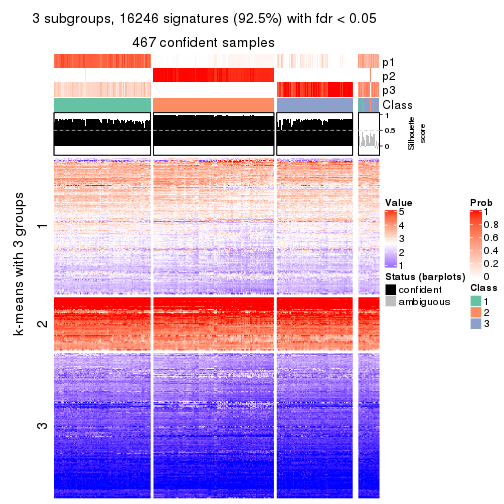 3 subgroups, 16246 signatures (92.5%) with fdr < 0.05
467 confident samples
p1
p2
p3
Class
1
0.5
0
Silhouette
score
k-means with 3 groups
1
2
3
Value
5
4
3
2
1
Status (barplots)
confident
ambiguous
Prob
1
0.8
0.6
0.4
0.2
0
Class
1
2
3